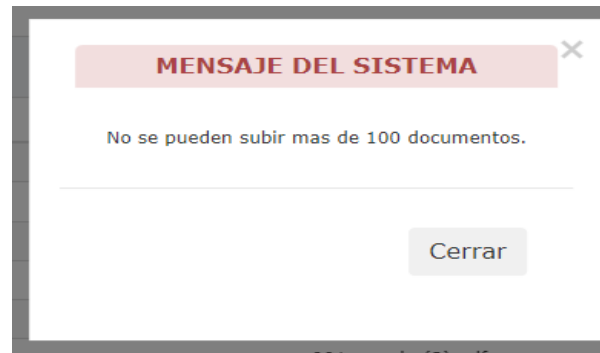 MENSAJE DEL SISTEMA
No se pueden subir mas de 100 documentos.
Cerrar